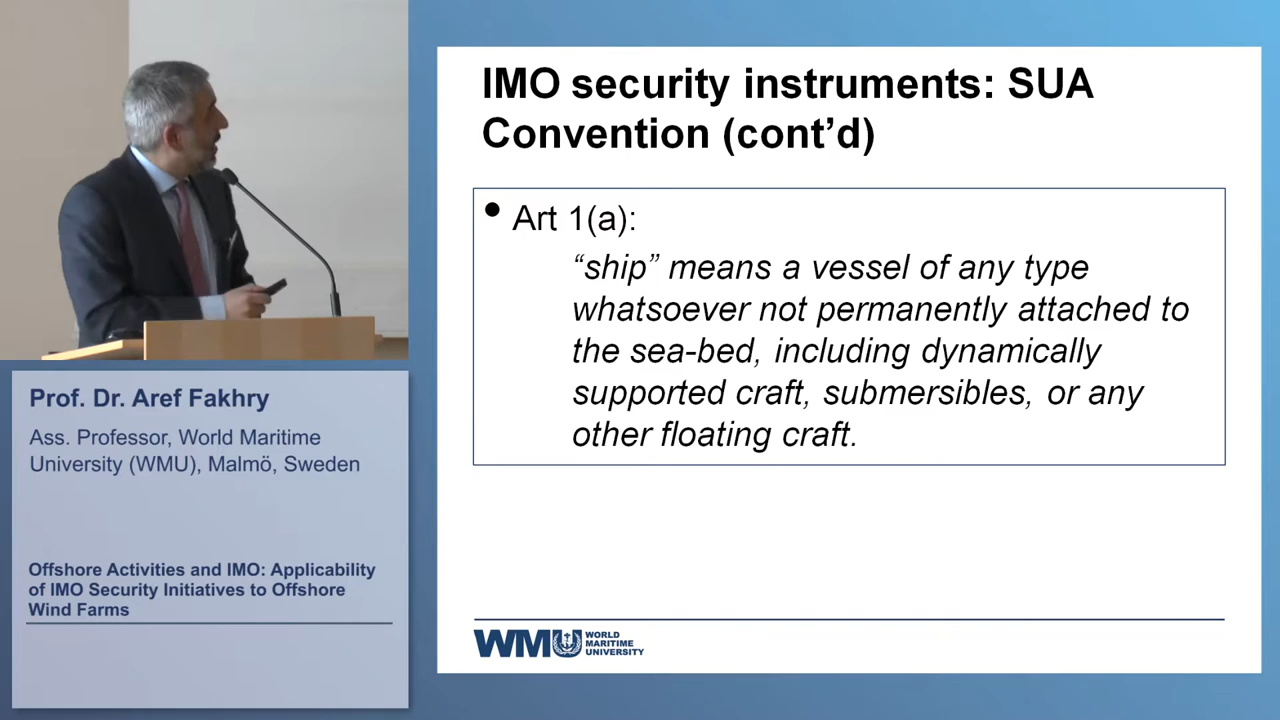 IMO security instruments: SUA
Convention (cont’d)
• Art 1(a):
“ship” means a vessel of any type
whatsoever not permanently attached to
the sea-bed, including dynamically
supported craft, submersibles, or any
other floating craft.
Prof. Dr. Aref Fakhry
Ass. Professor, World Maritime
University (WMU), Malmö, Sweden
Offshore Activities and IMO: Applicability
of IMO Security Initiatives to Offshore
Wind Farms
WMU WORLD
MARITIME
UNIVERSITY